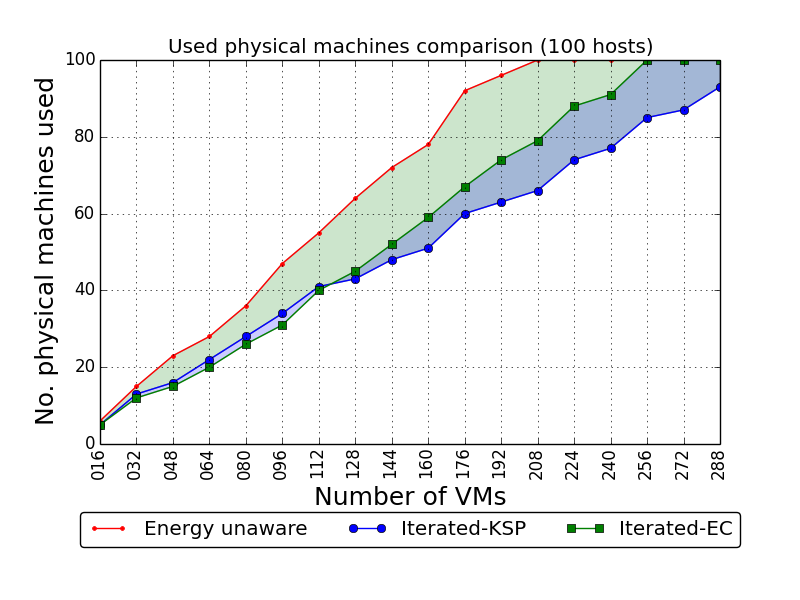 Used physical machines comparison (100 hosts)
No. physical machines used
100
80
60
40
20
0
016 032 048 064 080 096 112 128 144 160 176 192 208 224 240 256 272 288
Number of VMs
Energy unaware Iterated-KSP Iterated-EC